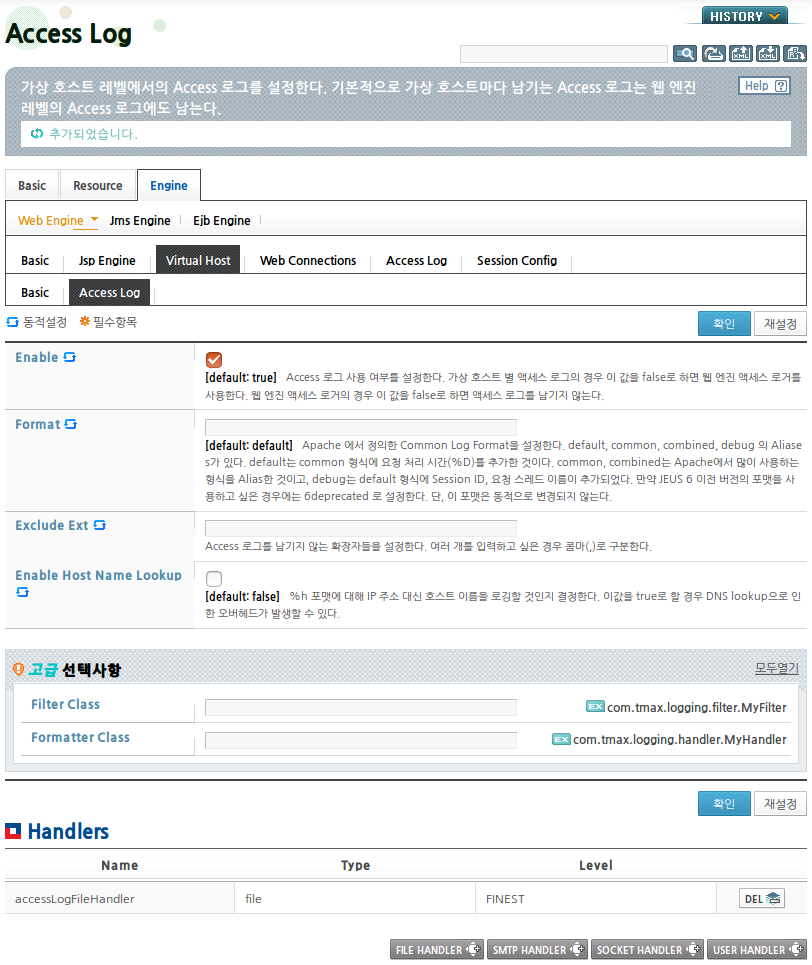 HISTORY
Access Log
가상 호스트 레벨에서의 Access 로그를 설정한다. 기본적으로 가상 호스트마다 남기는 Access 로그는 웹 엔진
레벨의 Access 로그에도 남는다.
Help
추가되었습니다.
Basic Resource Engine
Web Engine Jms Engine Ejb Engine
Basic Jsp Engine Virtual Host Web Connections Access Log Session Config
Basic Access Log
동적설정 필수항목 확인 재설정
Enable
[default: true] Access 로그 사용 여부를 설정한다. 가상 호스트 별 액세스 로그의 경우 이 값을 false로 하면 웹 엔진 액세스 로거를
사용한다. 웹 엔진 액세스 로거의 경우 이 값을 false로 하면 액세스 로그를 남기지 않는다.
Format
[default: default] Apache 에서 정의한 Common Log Format을 설정한다. default, common, combined, debug 의 Aliase
s가 있다. default는 common 형식에 요청 처리 시간(%D)를 추가한 것이다. common, combined는 Apache에서 많이 사용하는
형식을 Alias한 것이고, debug는 default 형식에 Session ID, 요청 스레드 이름이 추가되었다. 만약 JEUS 6 이전 버전의 포맷을 사
용하고 싶은 경우에는 6deprecated 로 설정한다. 단, 이 포맷은 동적으로 변경되지 않는다.
Exclude Ext
Access 로그를 남기지 않는 확장자들을 설정한다. 여러 개를 입력하고 싶은 경우 콤마(,)로 구분한다.
Enable Host Name Lookup
[default: false] %h 포맷에 대해 IP 주소 대신 호스트 이름을 로깅할 것인지 결정한다. 이값을 true로 할 경우 DNS lookup으로 인
한 오버헤드가 발생할 수 있다.
고급 선택사항 모두열기
Filter Class EX com.tmax.logging.filter.MyFilter
Formatter Class EX com.tmax.logging.handler.MyHandler
확인 재설정
Handlers
Name Type Level
accessLogFileHandler file FINEST DEL
FILE HANDLER SMTP HANDLER SOCKET HANDLER USER HANDLER